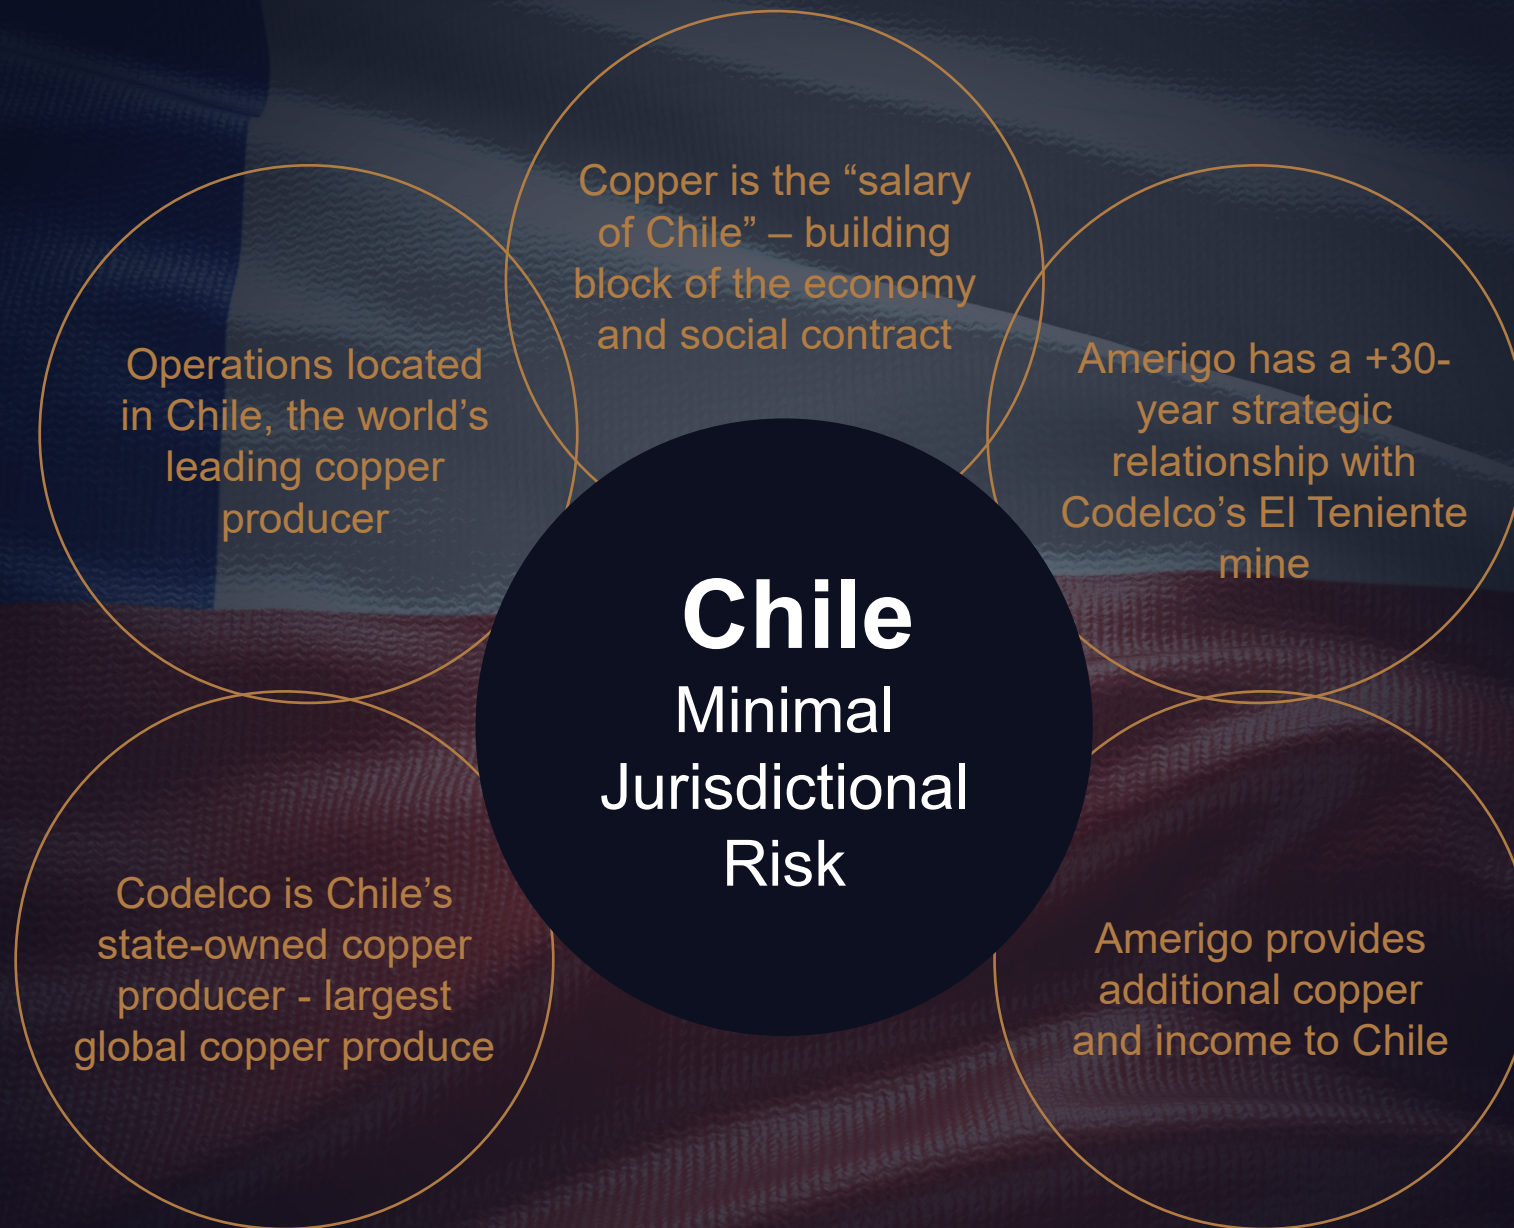 Copper is the “salary
of Chile” – building
block of the economy
and social contract
Operations located
in Chile, the world’s
leading copper
producer
Amerigo has a +30-
year strategic
relationship with
Codelco’s El Teniente
mine
Chile
Minimal
Jurisdictional
Risk
Codelco is Chile’s
state-owned copper
producer - largest
global copper produce
Amerigo provides
additional copper
and income to Chile